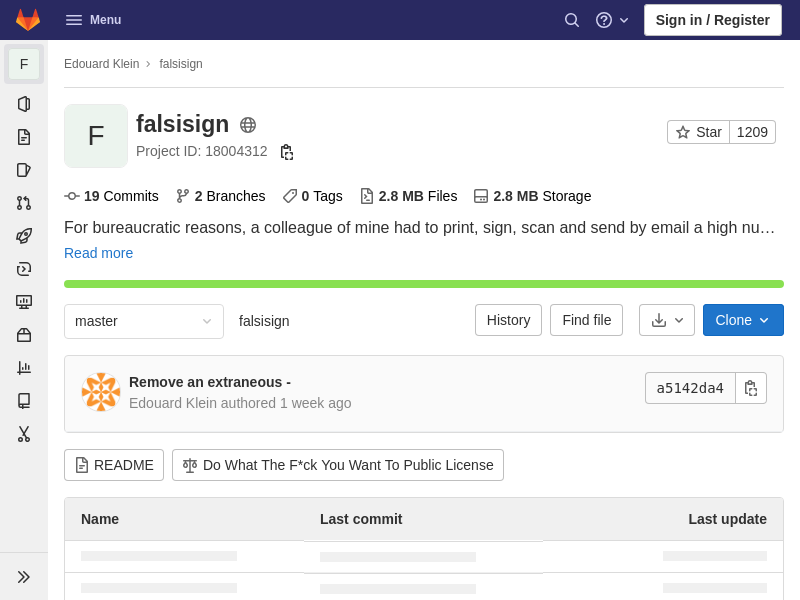 Menu
Sign in / Register
F
Edouard Klein › falsisign
F
falsisign
Project ID: 18004312
Star 1209
19 Commits 2 Branches 0 Tags 2.8 MB Files 2.8 MB Storage
For bureaucratic reasons, a colleague of mine had to print, sign, scan and send by email a high nu…
Read more
master falsisign History Find file Clone
Remove an extraneous -
Edouard Klein authored 1 week ago
a5142da4
README Do What The F*ck You Want To Public License
Name Last commit Last update